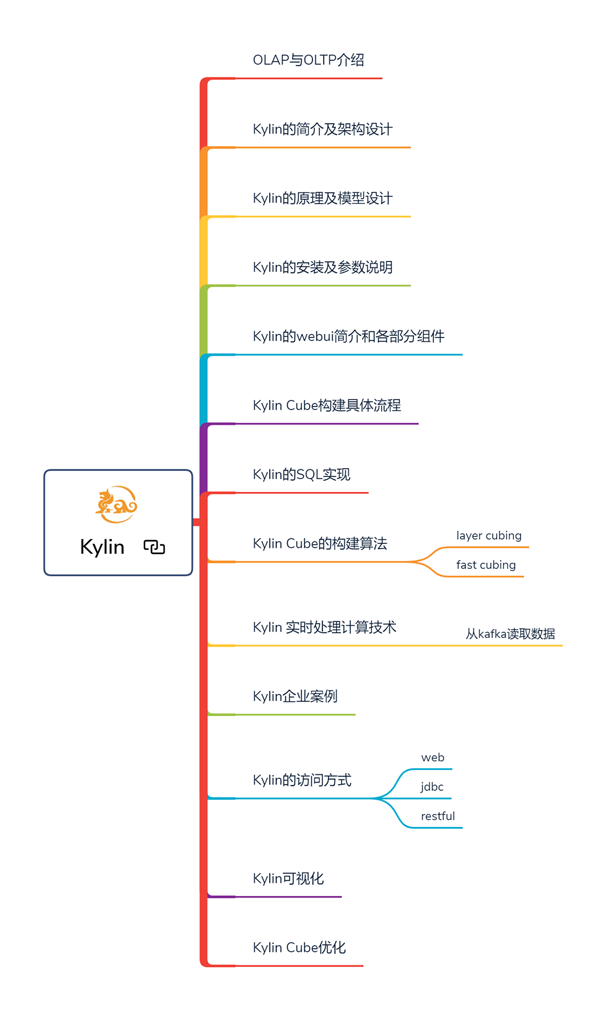 OLAP与OLTP介绍
Kylin的简介及架构设计
Kylin的原理及模型设计
Kylin的安装及参数说明
Kylin的webui简介和各部分组件
Kylin Cube构建具体流程
Kylin的SQL实现
Kylin
Kylin Cube的构建算法
layer cubing
fast cubing
Kylin 实时处理计算技术
从kafka读取数据
Kylin企业案例
Kylin的访问方式
web
jdbc
restful
Kylin可视化
Kylin Cube优化